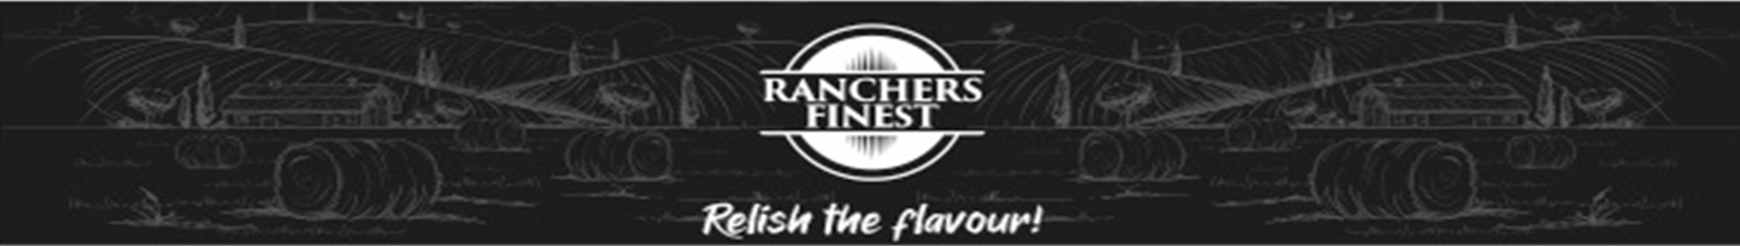 RANCHERS
FINEST
Relish the flavour!